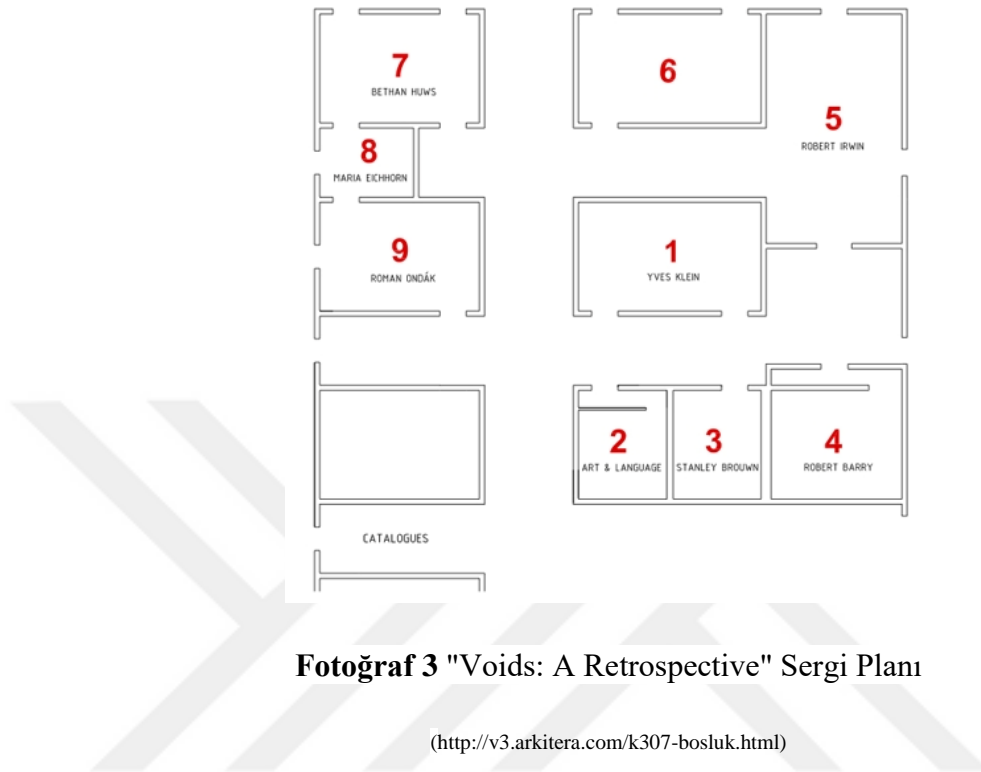 7
BETHAN HUWS
6
5
ROBERT IRWIN
8
MARIA EICHHORN
9
ROMAN ONDÁK
1
YVES KLEIN
2
ART & LANGUAGE
3
STANLEY BROUWN
4
ROBERT BARRY
CATALOGUES
Fotoğraf 3 "Voids: A Retrospective" Sergi Planı
(http://v3.arkitera.com/k307-bosluk.html)